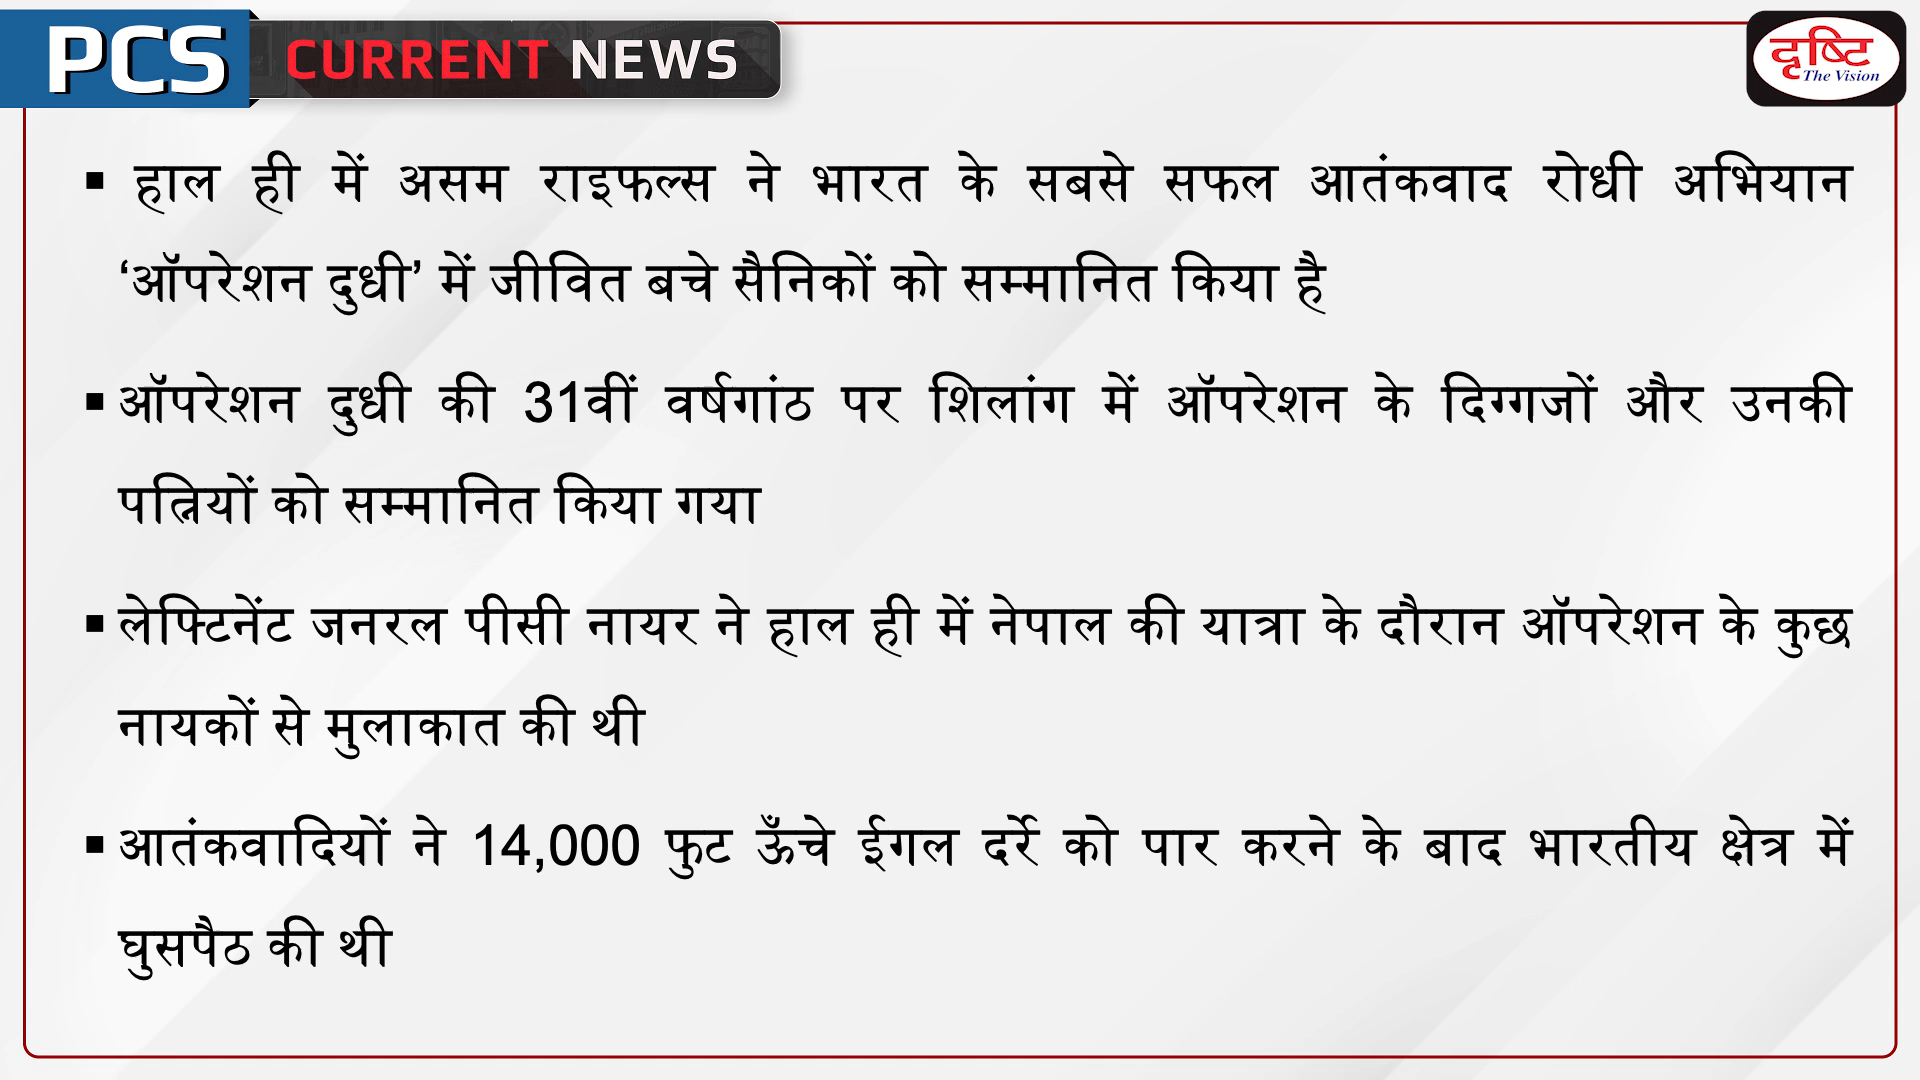 PCS CURRENT NEWS
दृष्टि
The Vision
▪ हाल ही में असम राइफल्स ने भारत के सबसे सफल आतंकवाद रोधी अभियान
‘ऑपरेशन दुधी’ में जीवित बचे सैनिकों को सम्मानित किया है
▪ ऑपरेशन दुधी की 31वीं वर्षगांठ पर शिलांग में ऑपरेशन के दिग्गजों और उनकी
पत्नियों को सम्मानित किया गया
▪ लेफ्टिनेंट जनरल पीसी नायर ने हाल ही में नेपाल की यात्रा के दौरान ऑपरेशन के कुछ
नायकों से मुलाकात की थी
▪ आतंकवादियों ने 14,000 फुट ऊँचे ईगल दर्रे को पार करने के बाद भारतीय क्षेत्र में
घुसपैठ की थी